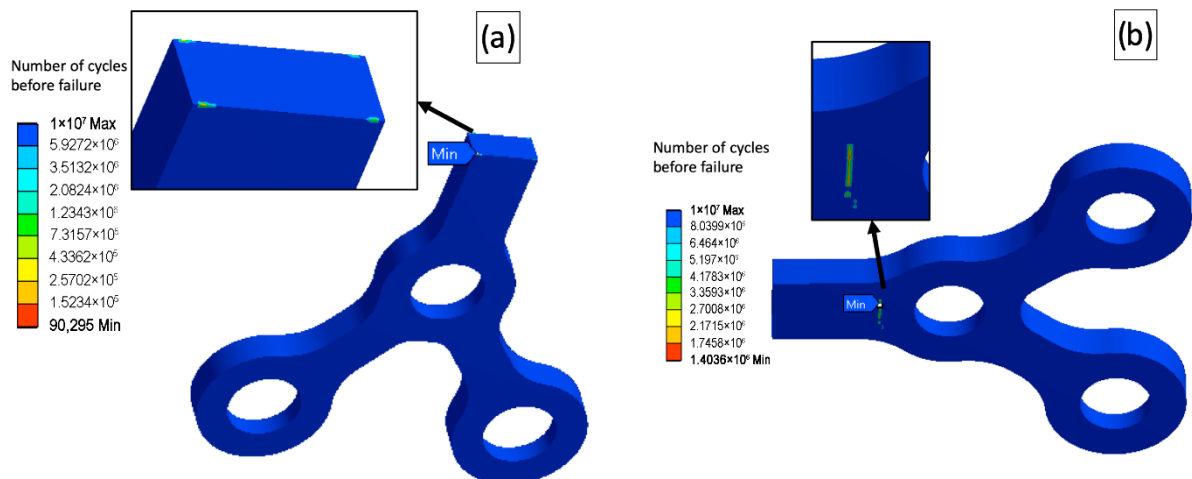 (a)
Number of cycles
before failure
1×10⁷ Max
5.9272×10⁶
3.5132×10⁶
2.0824×10⁶
1.2343×10⁶
7.3157×10⁵
4.3362×10⁵
2.5702×10⁵
1.5234×10⁵
90,295 Min
Min
(b)
Number of cycles
before failure
1×10⁷ Max
8.0399×10⁶
6.464×10⁶
5.197×10⁶
4.1783×10⁶
3.3593×10⁶
2.7008×10⁶
2.1715×10⁶
1.7458×10⁶
1.4036×10⁶ Min
Min